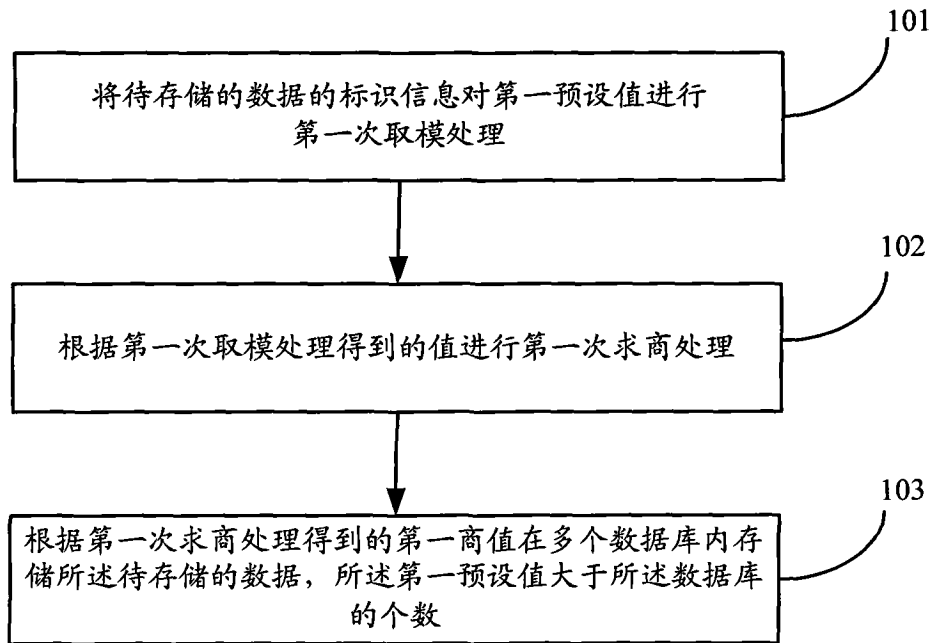 101
将待存储的数据的标识信息对第一预设值进行
第一次取模处理
102
根据第一次取模处理得到的值进行第一次求商处理
103
根据第一次求商处理得到的第一商值在多个数据库内存
储所述待存储的数据，所述第一预设值大于所述数据库
的个数